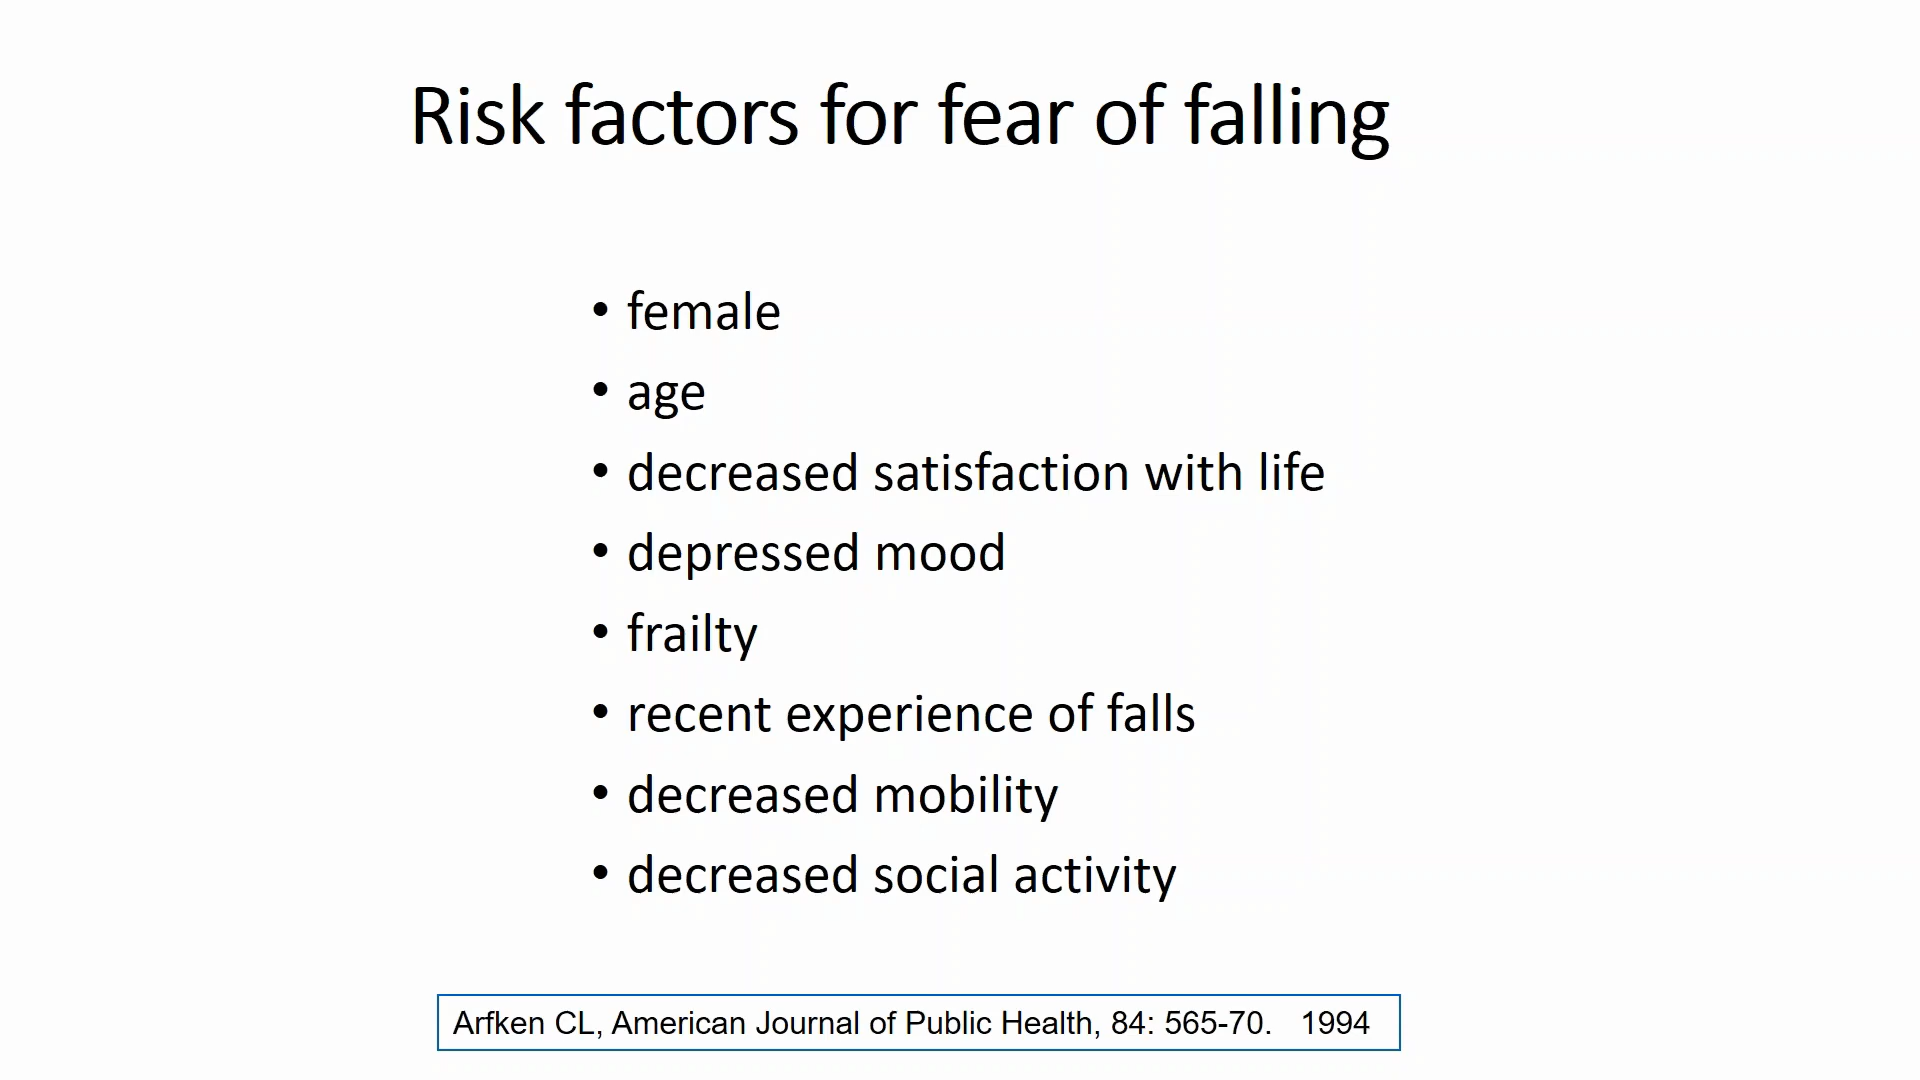 Risk factors for fear of falling
• female
• age
• decreased satisfaction with life
• depressed mood
• frailty
• recent experience of falls
• decreased mobility
• decreased social activity
Arfken CL, American Journal of Public Health, 84: 565-70.   1994